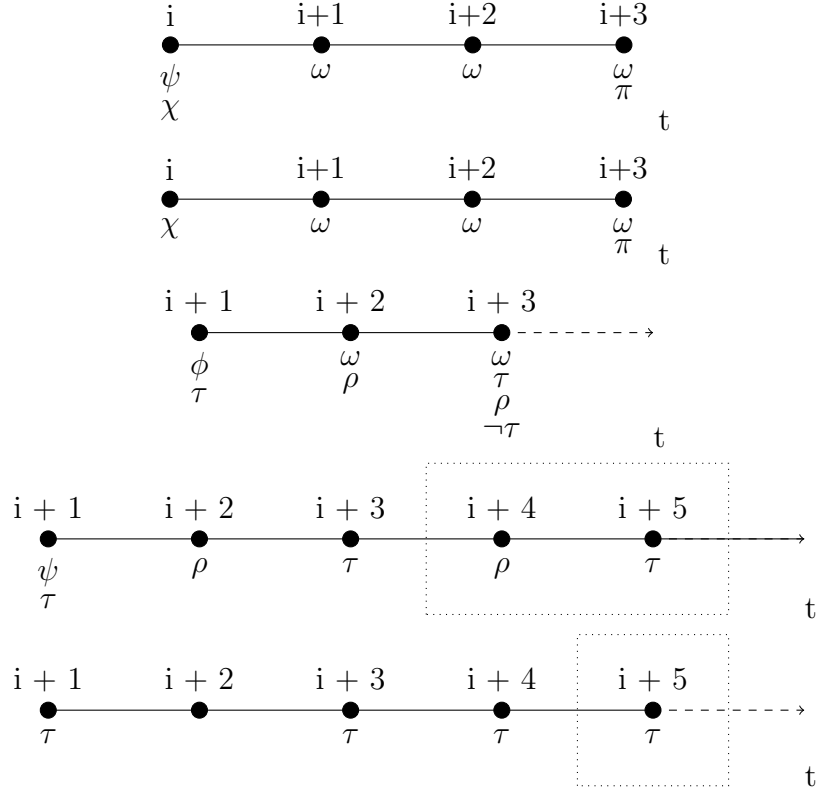 i i+1 i+2 i+3
ψ ω ω ω
χ π
t
i i+1 i+2 i+3
χ ω ω ω
π
t
i + 1 i + 2 i + 3
ϕ ω ω
τ ρ τ
ρ
¬τ
t
i + 1 i + 2 i + 3 i + 4 i + 5
ψ ρ τ ρ τ
τ
t
i + 1 i + 2 i + 3 i + 4 i + 5
τ τ τ τ
t